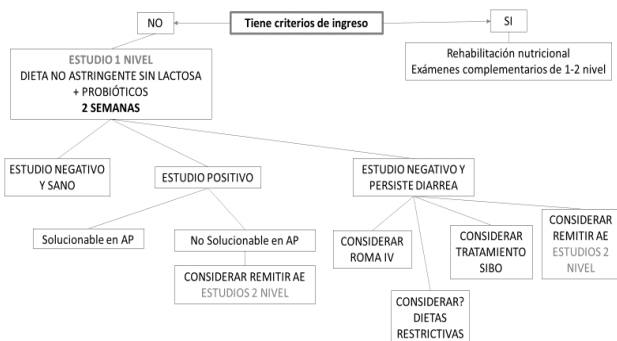 NO
Tiene criterios de ingreso
SI
ESTUDIO 1 NIVEL
DIETA NO ASTRINGENTE SIN LACTOSA
+ PROBIÓTICOS
2 SEMANAS
Rehabilitación nutricional
Exámenes complementarios de 1-2 nivel
ESTUDIO NEGATIVO
Y SANO
ESTUDIO POSITIVO
ESTUDIO NEGATIVO Y
PERSISTE DIARREA
Solucionable en AP
No Solucionable en AP
CONSIDERAR REMITIR AE
ESTUDIOS 2 NIVEL
CONSIDERAR
ROMA IV
CONSIDERAR?
DIETAS
RESTRICTIVAS
CONSIDERAR
TRATAMIENTO
SIBO
CONSIDERAR
REMITIR AE
ESTUDIOS 2
NIVEL